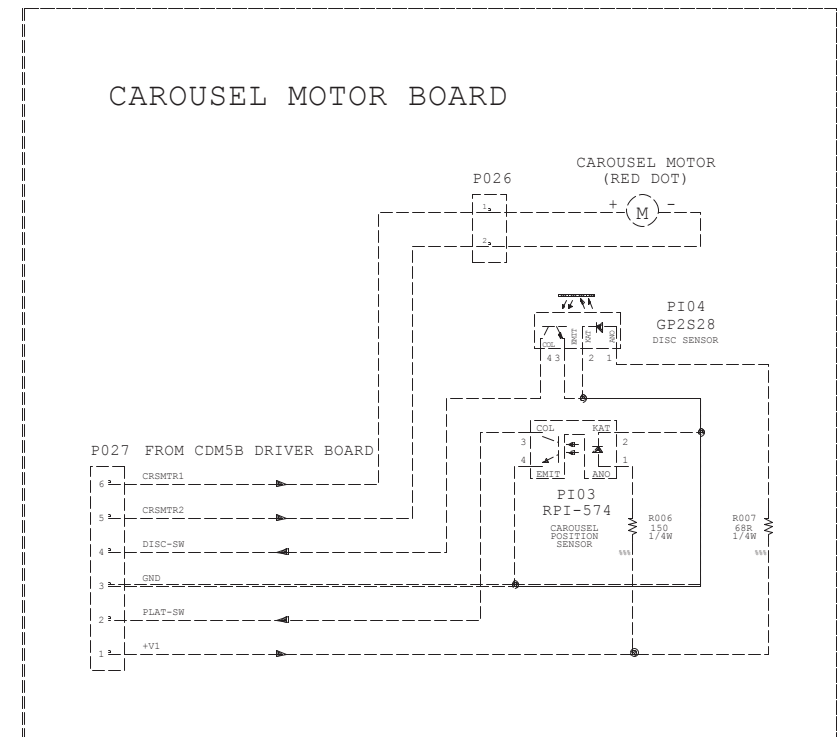 CAROUSEL MOTOR BOARD
CAROUSEL MOTOR
(RED DOT)
P026
1
2
+ M -
PI04
GP2S28
DISC SENSOR
COL EMIT KAT ANO
4 3 2 1
P027 FROM CDM5B DRIVER BOARD
COL KAT
3 2
4 1
EMIT ANO
PI03
RPI-574
CAROUSEL
POSITION
SENSOR
R006
150
1/4W
%%%
R007
68R
1/4W
%%%
6 CRSMTR1
5 CRSMTR2
4 DISC-SW
3 GND
2 PLAT-SW
1 +V1